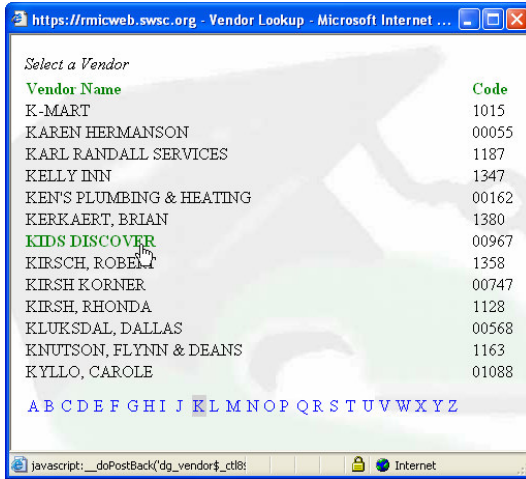 https://rmicweb.swsc.org - Vendor Lookup - Microsoft Internet ...
Select a Vendor
Vendor Name Code
K-MART 1015
KAREN HERMANSON 00055
KARL RANDALL SERVICES 1187
KELLY INN 1347
KEN'S PLUMBING & HEATING 00162
KERKAERT, BRIAN 1380
KIDS DISCOVER 00967
KIRSCH, ROBERT 1358
KIRSH KORNER 00747
KIRSH, RHONDA 1128
KLUKSDAL, DALLAS 00568
KNUTSON, FLYNN & DEANS 1163
KYLLO, CAROLE 01088
A B C D E F G H I J K L M N O P Q R S T U V W X Y Z
javascript:__doPostBack('dg_vendor$_ctl8: Internet